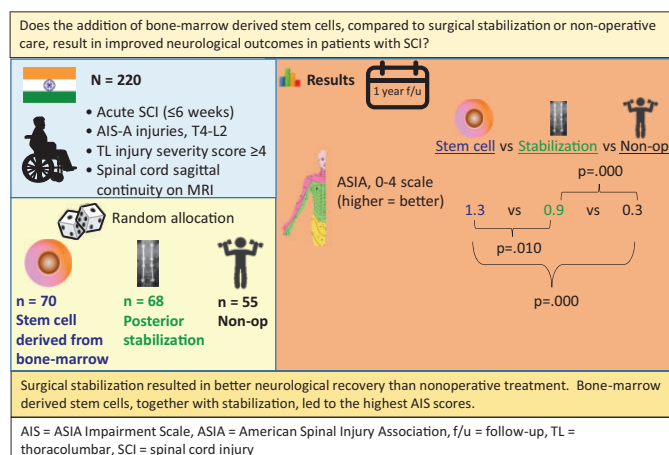 Does the addition of bone-marrow derived stem cells, compared to surgical stabilization or non-operative
care, result in improved neurological outcomes in patients with SCI?
N = 220
• Acute SCI (≤6 weeks)
• AIS-A injuries, T4-L2
• TL injury severity score ≥4
• Spinal cord sagittal
continuity on MRI
Random allocation
n = 70
Stem cell
derived from
bone-marrow
n = 68
Posterior
stabilization
n = 55
Non-op
Results
1 year f/u
Stem cell vs Stabilization vs Non-op
ASIA, 0-4 scale
(higher = better)
p=.000
1.3 vs 0.9 vs 0.3
p=.010
p=.000
Surgical stabilization resulted in better neurological recovery than nonoperative treatment. Bone-marrow
derived stem cells, together with stabilization, led to the highest AIS scores.
AIS = ASIA Impairment Scale, ASIA = American Spinal Injury Association, f/u = follow-up, TL =
thoracolumbar, SCI = spinal cord injury